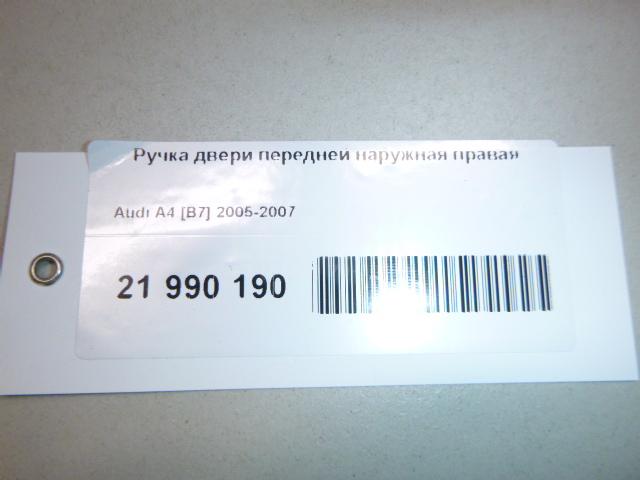 Ручка двери передней наружная правая
Audi A4 [B7] 2005-2007
21 990 190